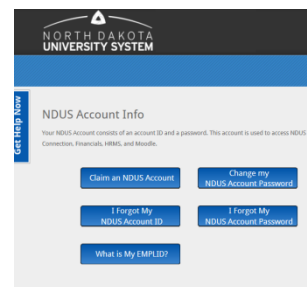 NORTH DAKOTA
UNIVERSITY SYSTEM
Get Help Now
NDUS Account Info
Your NDUS Account consists of an account ID and a password. This account is used to access NDUS
Connection, Financials, HRMS, and Moodle.
Claim an NDUS Account
Change my
NDUS Account Password
I Forgot My
NDUS Account ID
I Forgot My
NDUS Account Password
What is My EMPLID?